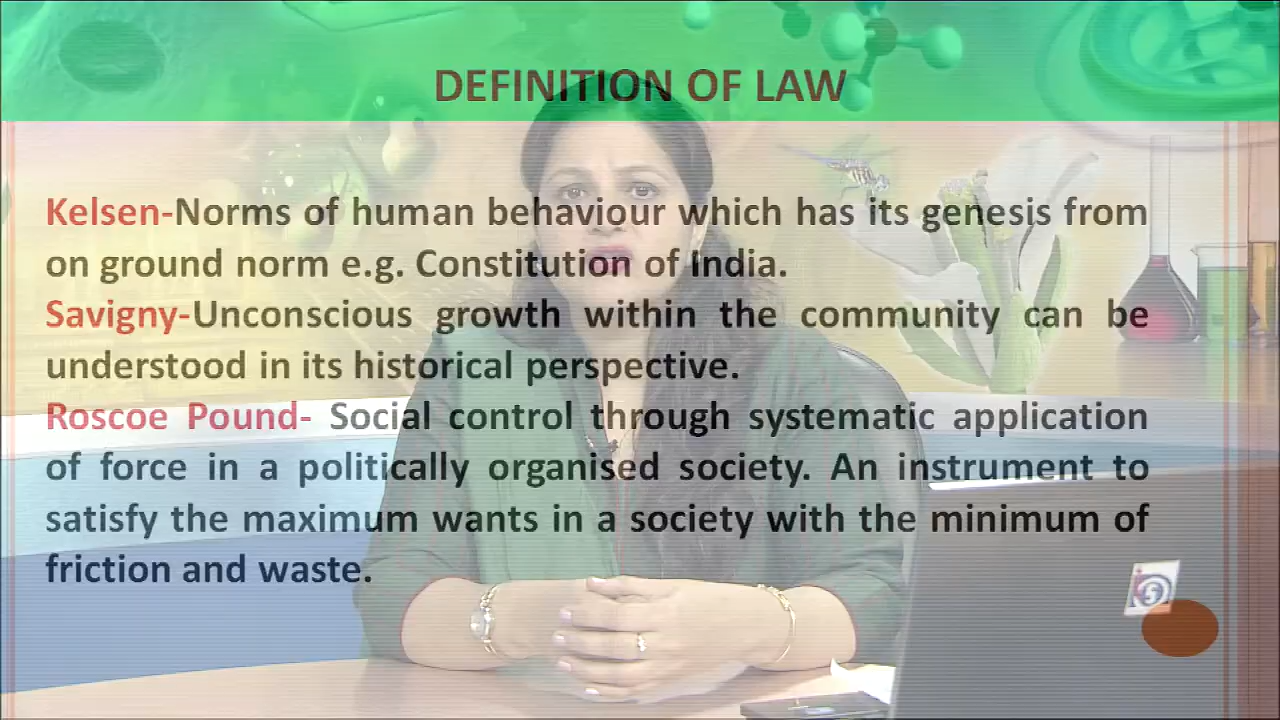 DEFINITION OF LAW
Kelsen-Norms of human behaviour which has its genesis from
on ground norm e.g. Constitution of India.
Savigny-Unconscious growth within the community can be
understood in its historical perspective.
Roscoe Pound- Social control through systematic application
of force in a politically organised society. An instrument to
satisfy the maximum wants in a society with the minimum of
friction and waste.